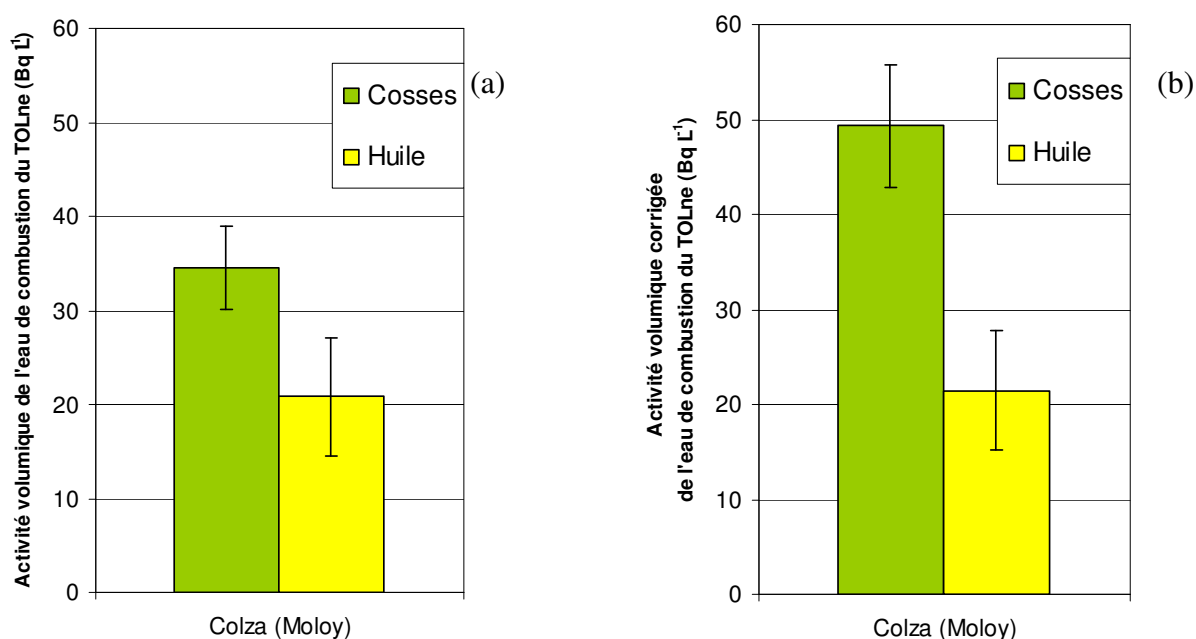 Activité volumique de l'eau de combustion du TOLne (Bq L-1)
60
50
40
30
20
10
0
Cosses
Huile
(a)
Colza (Moloy)
Activité volumique corrigée
de l'eau de combustion du TOLne (Bq L-1)
60
50
40
30
20
10
0
Cosses
Huile
(b)
Colza (Moloy)